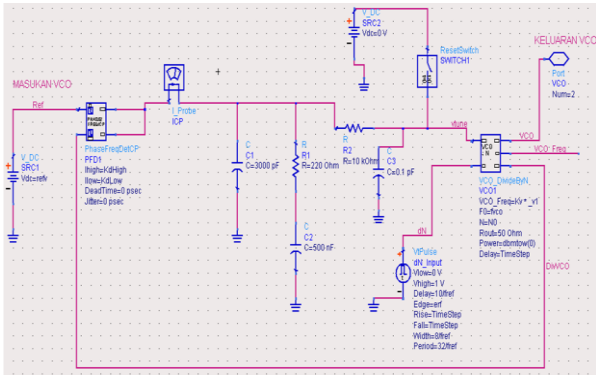 V_DC
SRC2
Vdc=0 V
ResetSwitch
SWITCH1
KELUARAN VCO
Port
VCO
Num=2
MASUKAN VCO
Ref
I_Probe
ICP
vtune
VCO
VCO_Freq
V_DC
SRC1
Vdc=refv
PhaseFreqDetCP
PFD1
Ihigh=KdHigh
Ilow=KdLow
DeadTime=0 psec
Jitter=0 psec
C
C1
C=3000 pF
R
R1
R=220 Ohm
R
R2
R=10 kOhm
C
C3
C=0.1 pF
C
C2
C=500 nF
VCO_DivideByN
VCO1
VCO_Freq=Kv*_v1
F0=fvco
N=N0
Rout=50 Ohm
Power=dbmtow(0)
Delay=TimeStep
dN
DivVCO
VtPulse
dN_Input
Vlow=0 V
Vhigh=1 V
Delay=10/fref
Edge=erf
Rise=TimeStep
Fall=TimeStep
Width=8/fref
Period=32/fref